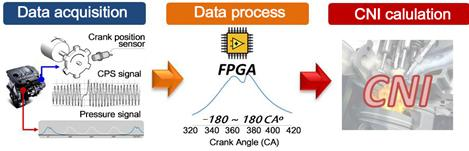 Data acquisition
Crank position
sensor
CPS signal
Pressure signal
Data process
FPGA
-180 ~ 180 CAº
320 340 360 380 400 420
Crank Angle (CA)
CNI calulation
CNI